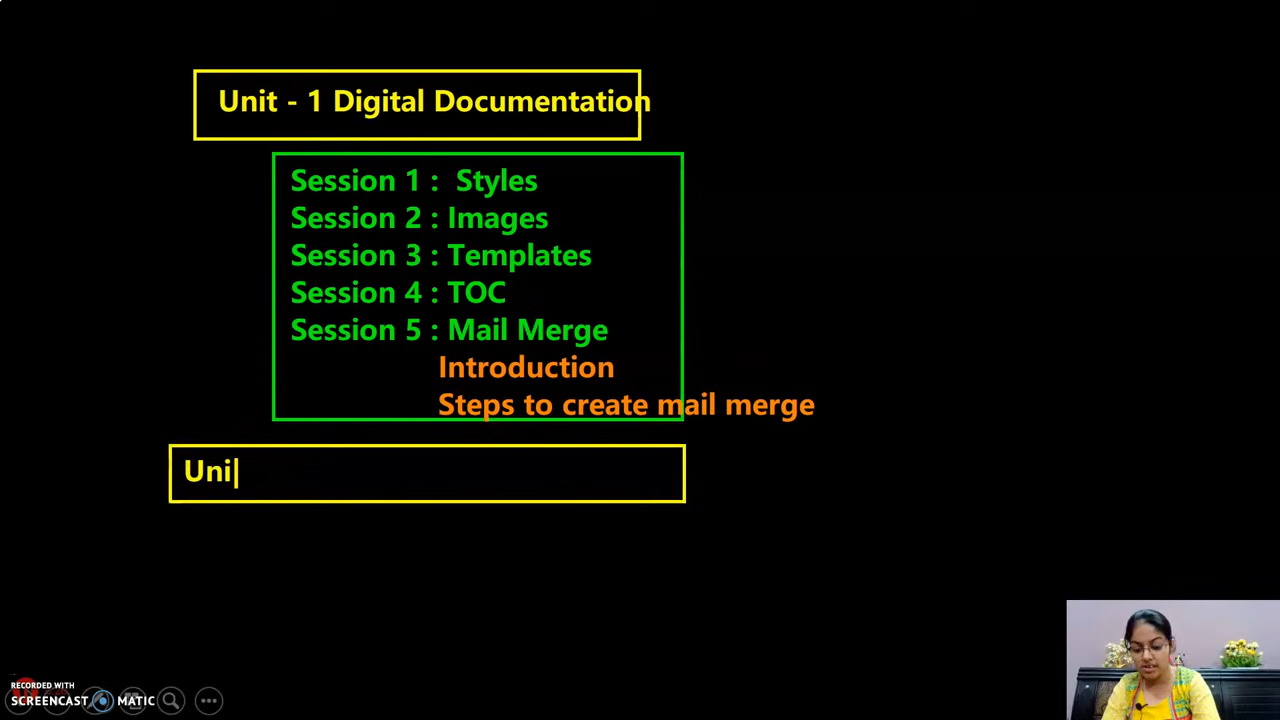 Unit - 1 Digital Documentation
Session 1 : Styles
Session 2 : Images
Session 3 : Templates
Session 4 : TOC
Session 5 : Mail Merge
Introduction
Steps to create mail merge
Uni
RECORDED WITH
SCREENCAST MATIC